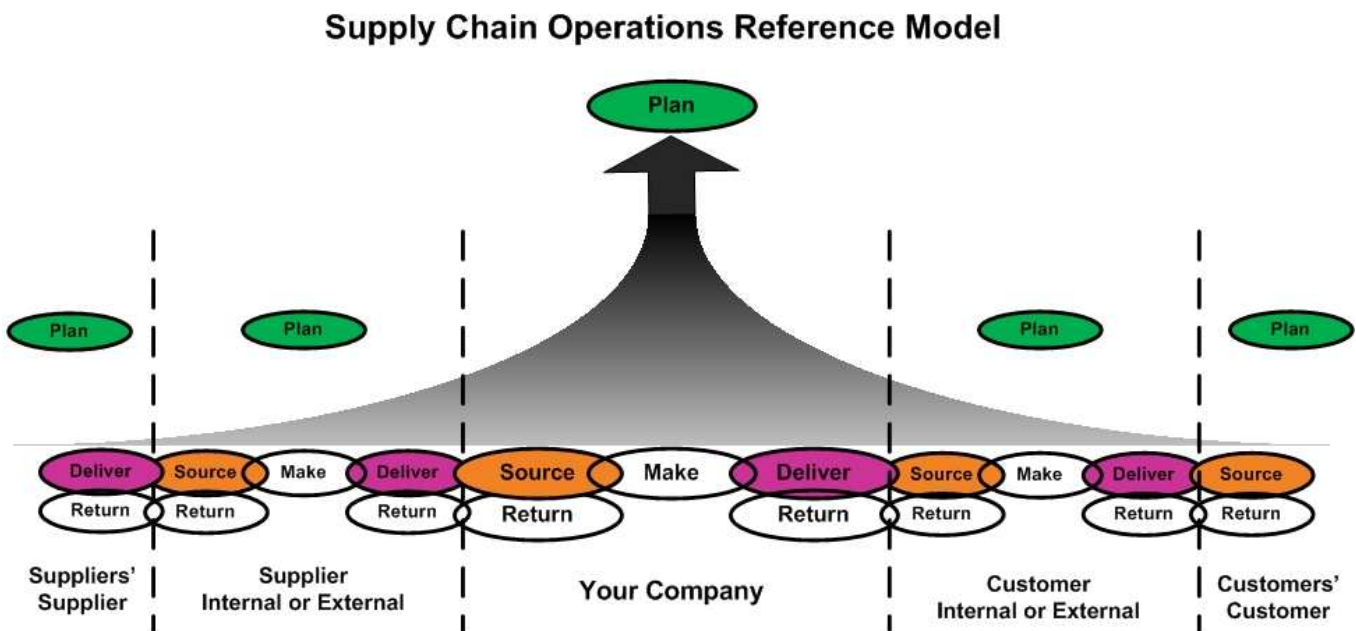 Supply Chain Operations Reference Model
Plan
Plan
Plan
Plan
Plan
Deliver
Source
Make
Deliver
Source
Make
Deliver
Source
Make
Deliver
Source
Return
Return
Return
Return
Return
Return
Return
Return
Suppliers’
Supplier
Supplier
Internal or External
Your Company
Customer
Internal or External
Customers’
Customer